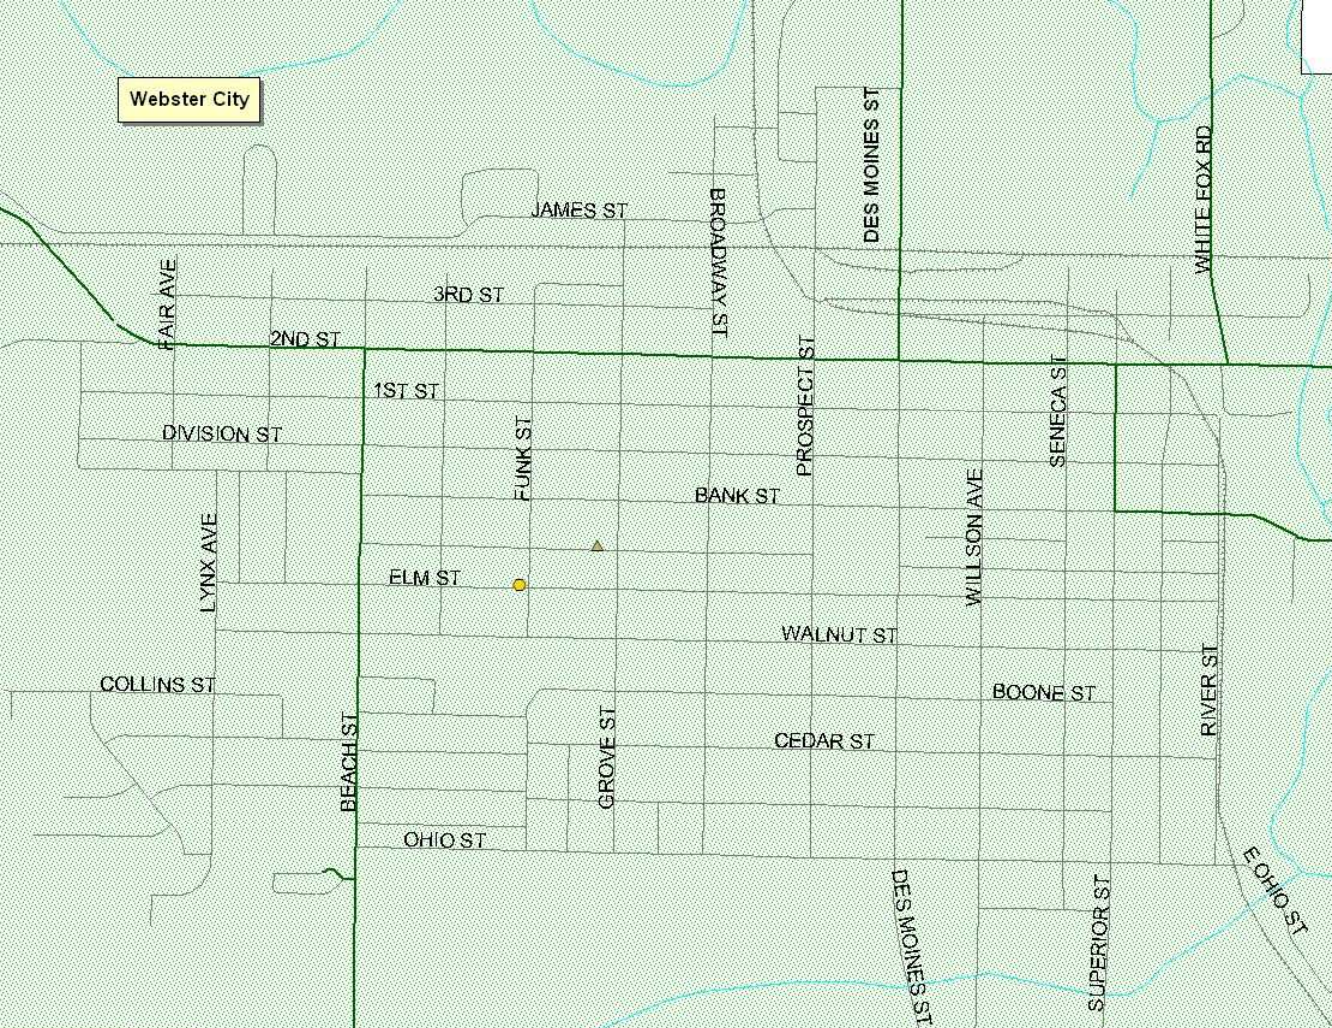 Webster City
DES MOINES ST
WHITE FOX RD
JAMES ST
BROADWAY ST
FAIR AVE
3RD ST
2ND ST
PROSPECT ST
SENECA ST
1ST ST
DIVISION ST
FUNK ST
BANK ST
WILLSON AVE
LYNX AVE
ELM ST
WALNUT ST
RIVER ST
COLLINS ST
BOONE ST
BEACH ST
GROVE ST
CEDAR ST
OHIO ST
E OHIO ST
DES MOINES ST
SUPERIOR ST